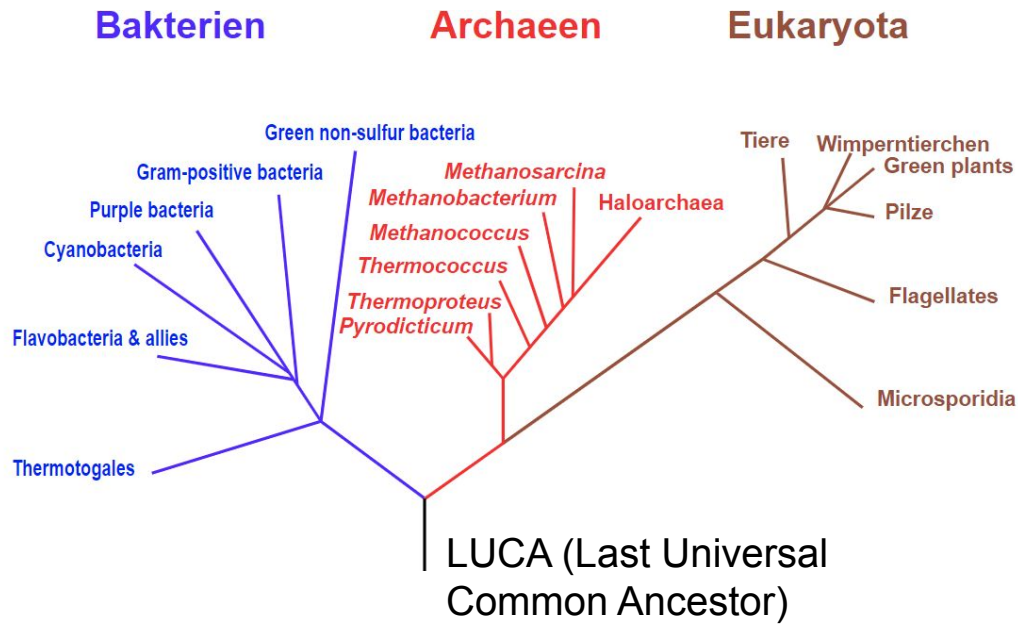 Bakterien
Archaeen
Eukaryota
Green non-sulfur bacteria
Gram-positive bacteria
Purple bacteria
Cyanobacteria
Flavobacteria & allies
Thermotogales
Methanosarcina
Methanobacterium
Haloarchaea
Methanococcus
Thermococcus
Thermoproteus
Pyrodicticum
Tiere
Wimperntierchen
Green plants
Pilze
Flagellates
Microsporidia
LUCA (Last Universal
Common Ancestor)